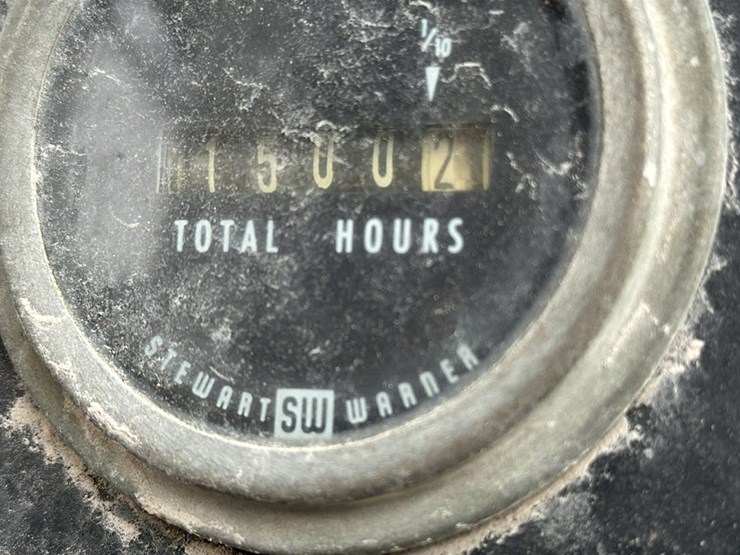 1/10
15002
TOTAL HOURS
STEWART SW WARNER